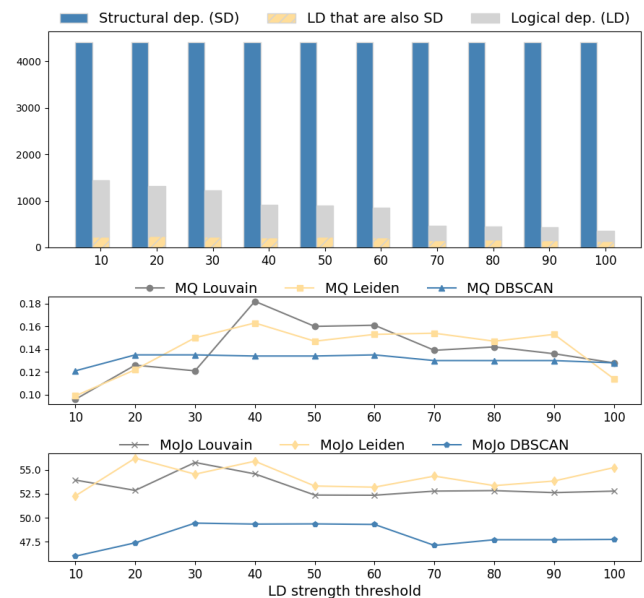 Structural dep. (SD) LD that are also SD Logical dep. (LD)
4000
3000
2000
1000
0
10 20 30 40 50 60 70 80 90 100
MQ Louvain MQ Leiden MQ DBSCAN
0.18
0.16
0.14
0.12
0.10
10 20 30 40 50 60 70 80 90 100
MoJo Louvain MoJo Leiden MoJo DBSCAN
55.0
52.5
50.0
47.5
10 20 30 40 50 60 70 80 90 100
LD strength threshold